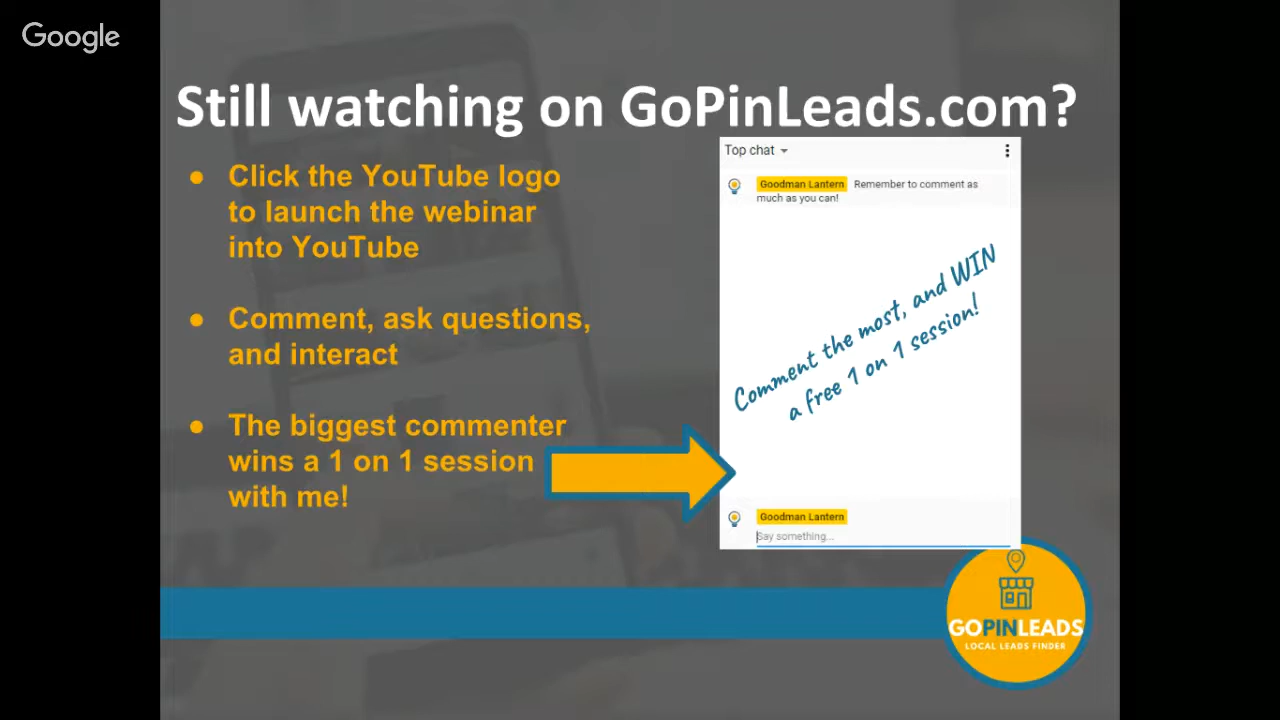 Google
Still watching on GoPinLeads.com?
● Click the YouTube logo
to launch the webinar
into YouTube
● Comment, ask questions,
and interact
● The biggest commenter
wins a 1 on 1 session
with me!
Top chat
Goodman Lantern Remember to comment as
much as you can!
Comment the most, and WIN
a free 1 on 1 session!
Goodman Lantern
Say something...
GOPINLEADS
LOCAL LEADS FINDER